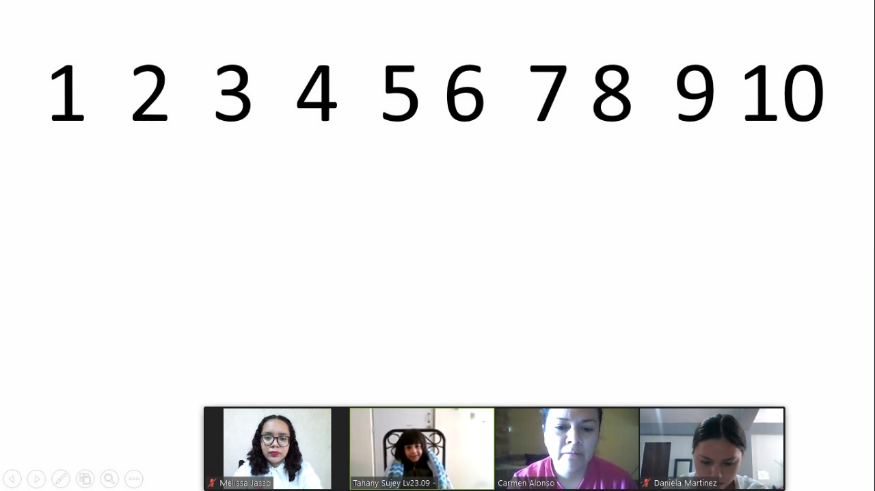 1 2 3 4 5 6 7 8 9 10
Melissa Jasso
Tahany Sujey Lv23.09
Carmen Alonso
Daniela Martinez